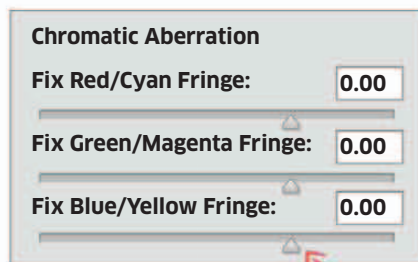 Chromatic Aberration
Fix Red/Cyan Fringe: 0.00
Fix Green/Magenta Fringe: 0.00
Fix Blue/Yellow Fringe: 0.00